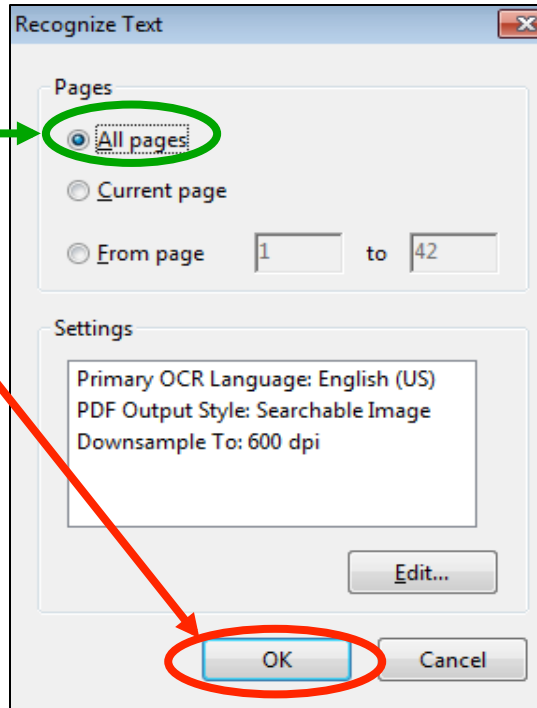 Recognize Text
Pages
All pages
Current page
From page 1 to 42
Settings
Primary OCR Language: English (US)
PDF Output Style: Searchable Image
Downsample To: 600 dpi
Edit...
OK Cancel